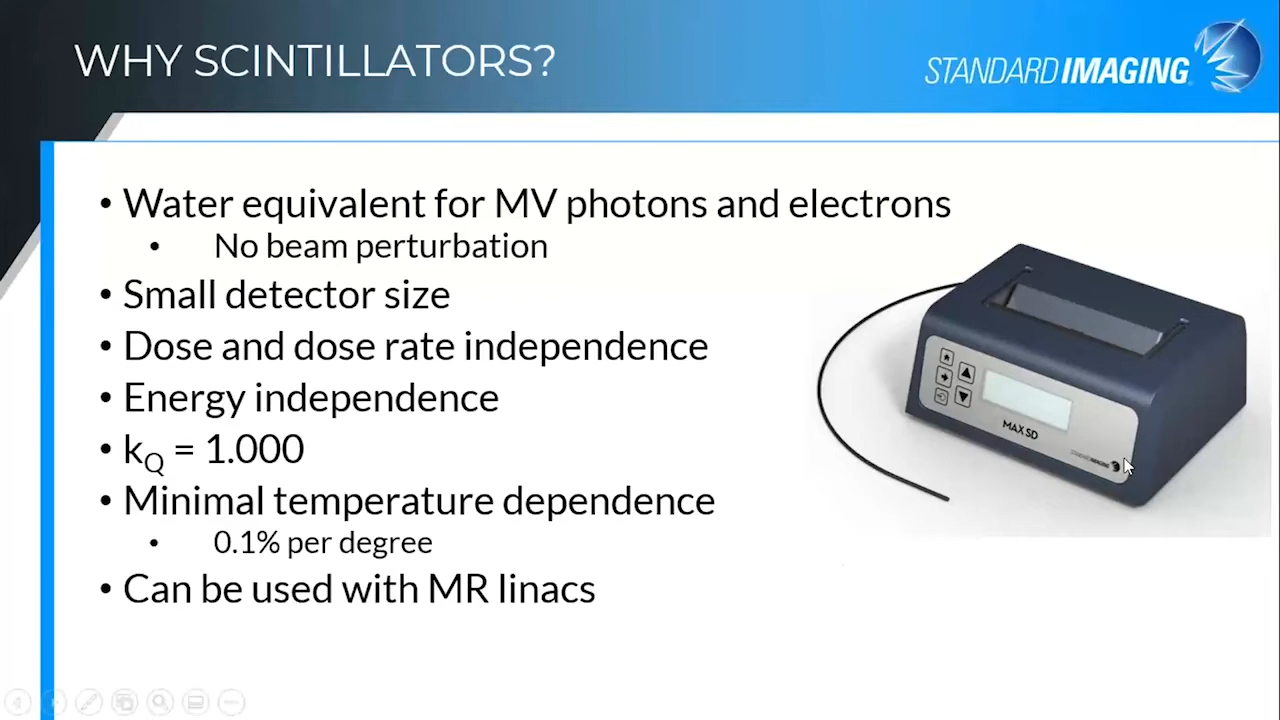 WHY SCINTILLATORS?
STANDARD IMAGING
• Water equivalent for MV photons and electrons
• No beam perturbation
• Small detector size
• Dose and dose rate independence
• Energy independence
• kQ = 1.000
• Minimal temperature dependence
• 0.1% per degree
• Can be used with MR linacs
MAX SD